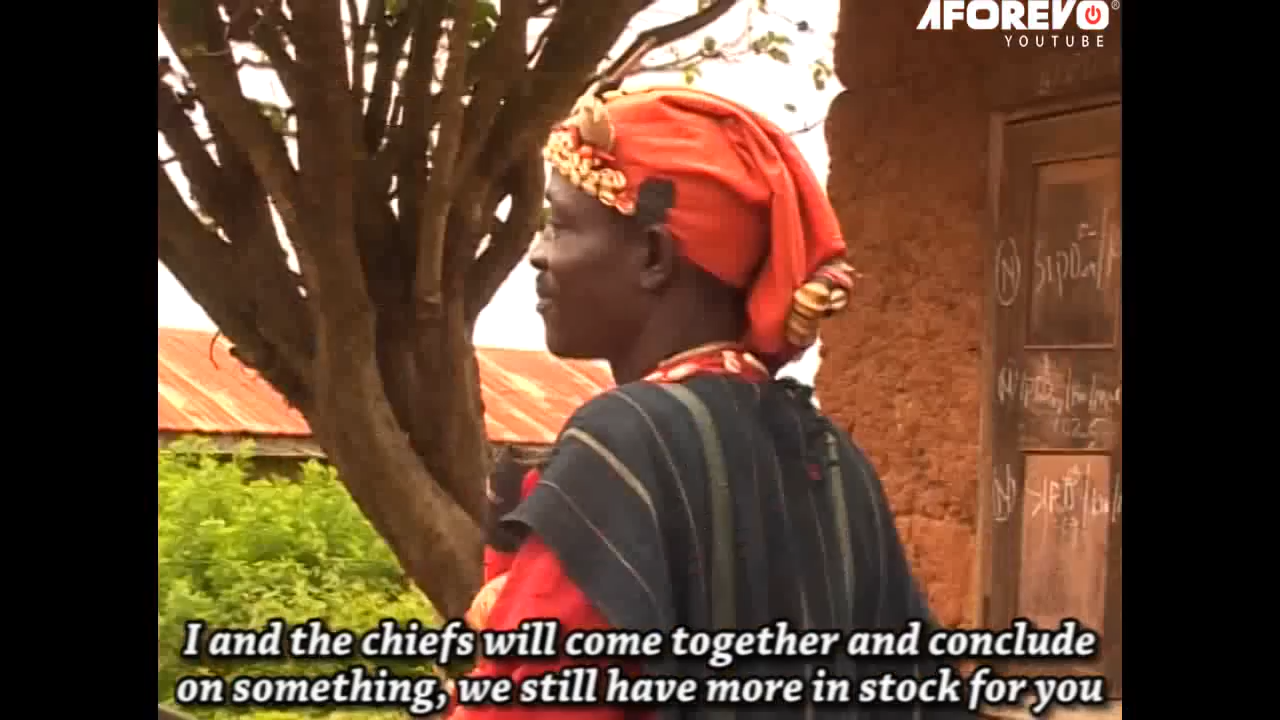 AFOREVO
YOUTUBE
I and the chiefs will come together and conclude
on something, we still have more in stock for you